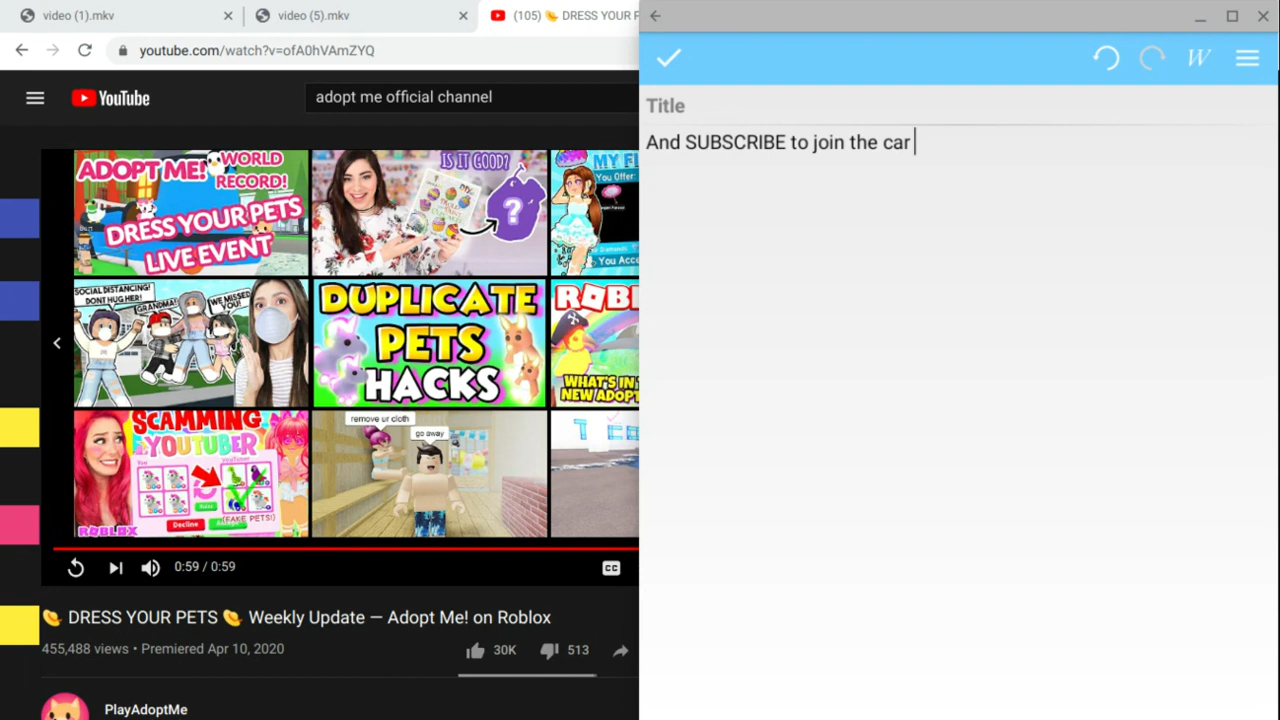 video (1).mkv
video (5).mkv
(105) DRESS YOUR P
youtube.com/watch?v=ofA0hVAmZYQ
YouTube
adopt me official channel
ADOPT ME!
WORLD
RECORD!
DRESS YOUR PETS
LIVE EVENT
IS IT GOOD?
?
MY FI
You Offer:
You Acce
SOCIAL DISTANCING!
DONT HUG HER!
GRANDMA!
WE MISSED
YOU!
DUPLICATE
PETS
HACKS
ROB
WHAT'S IN
NEW ADOPT
SCAMMING
YOUTUBER
Decline
(FAKE PETS!)
ROBLOX
remove ur cloth
go away
0:59 / 0:59
CC
DRESS YOUR PETS Weekly Update — Adopt Me! on Roblox
455,488 views • Premiered Apr 10, 2020
30K
513
PlayAdoptMe
W
Title
And SUBSCRIBE to join the car